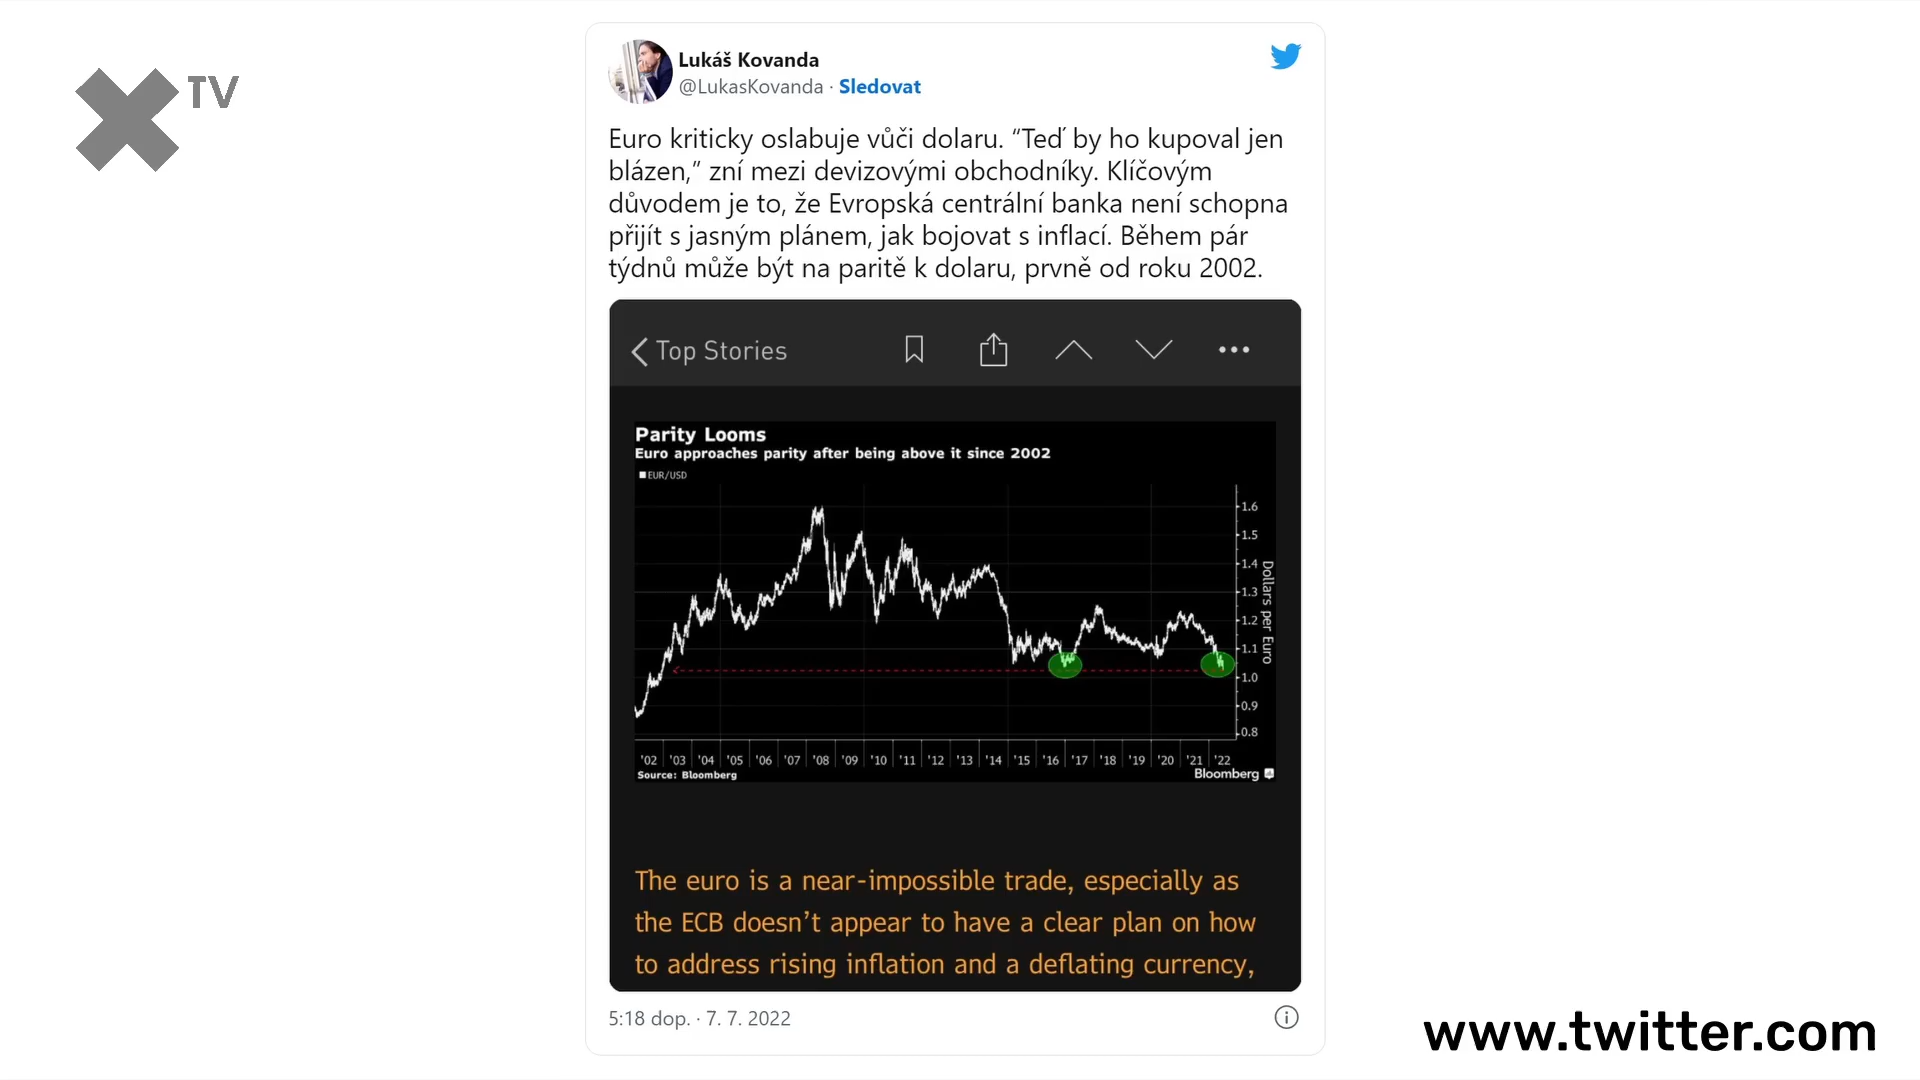 TV
Lukáš Kovanda
@LukasKovanda · Sledovat
Euro kriticky oslabuje vůči dolaru. “Teď by ho kupoval jen
blázen,” zní mezi devizovými obchodníky. Klíčovým
důvodem je to, že Evropská centrální banka není schopna
přijít s jasným plánem, jak bojovat s inflací. Během pár
týdnů může být na paritě k dolaru, prvně od roku 2002.
Top Stories
Parity Looms
Euro approaches parity after being above it since 2002
EUR/USD
1.6
1.5
1.4
1.3
1.2
1.1
1.0
0.9
0.8
Dollars per Euro
'02 '03 '04 '05 '06 '07 '08 '09 '10 '11 '12 '13 '14 '15 '16 '17 '18 '19 '20 '21 '22
Source: Bloomberg
Bloomberg
The euro is a near-impossible trade, especially as
the ECB doesn’t appear to have a clear plan on how
to address rising inflation and a deflating currency,
5:18 dop. · 7. 7. 2022
www.twitter.com